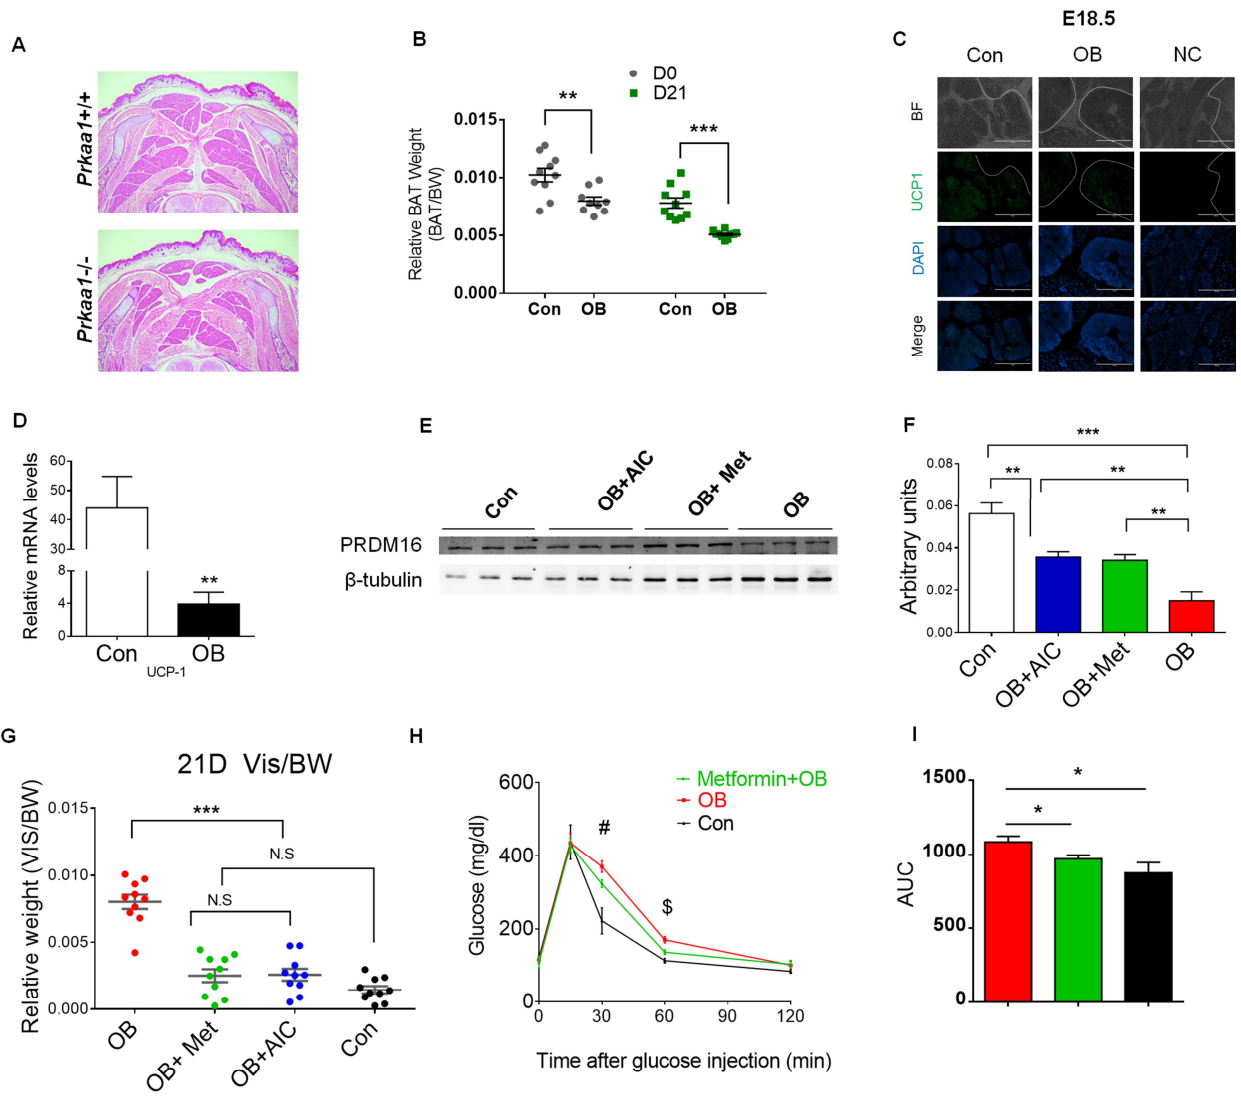 E18.5
A
B
C
Con
OB
NC
Prkaa1+/+
Prkaa1-/-
D0
D21
**
***
Relative BAT Weight
(BAT/BW)
0.015
0.010
0.005
0.000
Con
OB
Con
OB
BF
UCP1
DAPI
Merge
D
Relative mRNA levels
60
50
40
30
8
4
0
**
Con
OB
UCP-1
E
Con
OB+AIC
OB+ Met
OB
PRDM16
β-tubulin
F
Arbitrary units
0.08
0.06
0.04
0.02
0.00
***
**
**
**
Con
OB+AIC
OB+Met
OB
G
21D Vis/BW
Relative weight (VIS/BW)
0.015
0.010
0.005
0.000
***
N.S
N.S
OB
OB+ Met
OB+AIC
Con
H
Metformin+OB
OB
Con
Glucose (mg/dl)
600
400
200
0
#
$
0
30
60
120
Time after glucose injection (min)
I
AUC
1500
1000
500
0
*
*